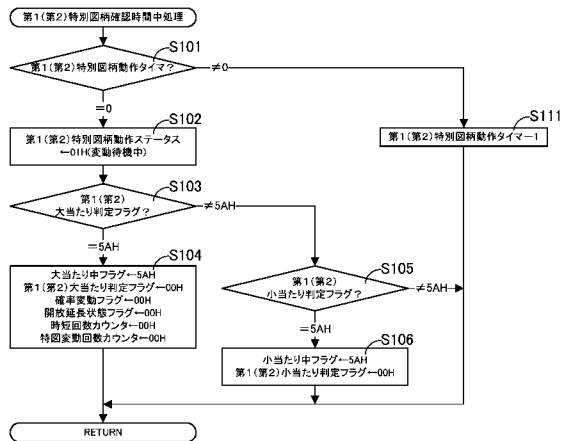 第1(第2)特別図柄確認時間中処理
S101
第1(第2)特別図柄動作タイマ?
≠0
=0
S102
第1(第2)特別図柄動作ステータス
←01H(変動待機中)
S111
第1(第2)特別図柄動作タイマー1
S103
第1(第2)
大当たり判定フラグ?
≠5AH
=5AH
S104
大当たり中フラグ←5AH
第1(第2)大当たり判定フラグ←00H
確率変動フラグ←00H
開放延長状態フラグ←00H
時短回数カウンタ←00H
特図変動回数カウンタ←00H
S105
第1(第2)
小当たり判定フラグ?
≠5AH
=5AH
S106
小当たり中フラグ←5AH
第1(第2)小当たり判定フラグ←00H
RETURN